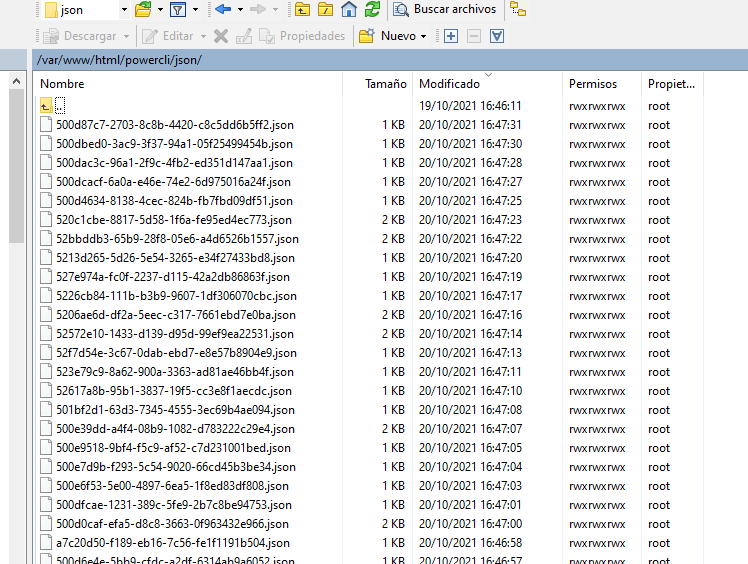 json Buscar archivos
Descargar Editar Propiedades Nuevo
/var/www/html/powercli/json/
Nombre Tamaño Modificado Permisos Propiet...
.. 19/10/2021 16:46:11 rwxrwxrwx root
500d87c7-2703-8c8b-4420-c8c5dd6b5ff2.json 1 KB 20/10/2021 16:47:31 rwxrwxrwx root
500dbed0-3ac9-3f37-94a1-05f25499454b.json 1 KB 20/10/2021 16:47:30 rwxrwxrwx root
500dac3c-96a1-2f9c-4fb2-ed351d147aa1.json 1 KB 20/10/2021 16:47:28 rwxrwxrwx root
500dcacf-6a0a-e46e-74e2-6d975016a24f.json 1 KB 20/10/2021 16:47:27 rwxrwxrwx root
500d4634-8138-4cec-824b-fb7fbd09df51.json 1 KB 20/10/2021 16:47:25 rwxrwxrwx root
520c1cbe-8817-5d58-1f6a-fe95ed4ec773.json 2 KB 20/10/2021 16:47:23 rwxrwxrwx root
52bbddb3-65b9-28f8-05e6-a4d6526b1557.json 2 KB 20/10/2021 16:47:22 rwxrwxrwx root
5213d265-5d26-5e54-3265-e34f27433bd8.json 1 KB 20/10/2021 16:47:20 rwxrwxrwx root
527e974a-fc0f-2237-d115-42a2db86863f.json 1 KB 20/10/2021 16:47:19 rwxrwxrwx root
5226cb84-111b-b3b9-9607-1df306070cbc.json 1 KB 20/10/2021 16:47:17 rwxrwxrwx root
5206ae6d-df2a-5eec-c317-7661ebd7e0ba.json 2 KB 20/10/2021 16:47:16 rwxrwxrwx root
52572e10-1433-d139-d95d-99ef9ea22531.json 2 KB 20/10/2021 16:47:14 rwxrwxrwx root
52f7d54e-3c67-0dab-ebd7-e8e57b8904e9.json 1 KB 20/10/2021 16:47:13 rwxrwxrwx root
523e79c9-8a62-900a-3363-ad81ae46bb4f.json 1 KB 20/10/2021 16:47:11 rwxrwxrwx root
52617a8b-95b1-3837-19f5-cc3e8f1aecdc.json 1 KB 20/10/2021 16:47:10 rwxrwxrwx root
501bf2d1-63d3-7345-4555-3ec69b4ae094.json 1 KB 20/10/2021 16:47:08 rwxrwxrwx root
500e39dd-a4f4-08b9-1082-d783222c29e4.json 2 KB 20/10/2021 16:47:07 rwxrwxrwx root
500e9518-9bf4-f5c9-af52-c7d231001bed.json 1 KB 20/10/2021 16:47:05 rwxrwxrwx root
500e7d9b-f293-5c54-9020-66cd45b3be34.json 1 KB 20/10/2021 16:47:04 rwxrwxrwx root
500e6f53-5e00-4897-6ea5-1f8ed83df808.json 1 KB 20/10/2021 16:47:03 rwxrwxrwx root
500dfcae-1231-389c-5fe9-2b7c8be94753.json 1 KB 20/10/2021 16:47:01 rwxrwxrwx root
500d0caf-efa5-d8c8-3663-0f963432e966.json 2 KB 20/10/2021 16:47:00 rwxrwxrwx root
a7c20d50-f189-eb16-7c56-fe1f1191b504.json 1 KB 20/10/2021 16:46:58 rwxrwxrwx root
500d6e4e-5bb9-cfdc-a2df-6314ab9a6052.json 1 KB 20/10/2021 16:46:57 rwxrwxrwx root